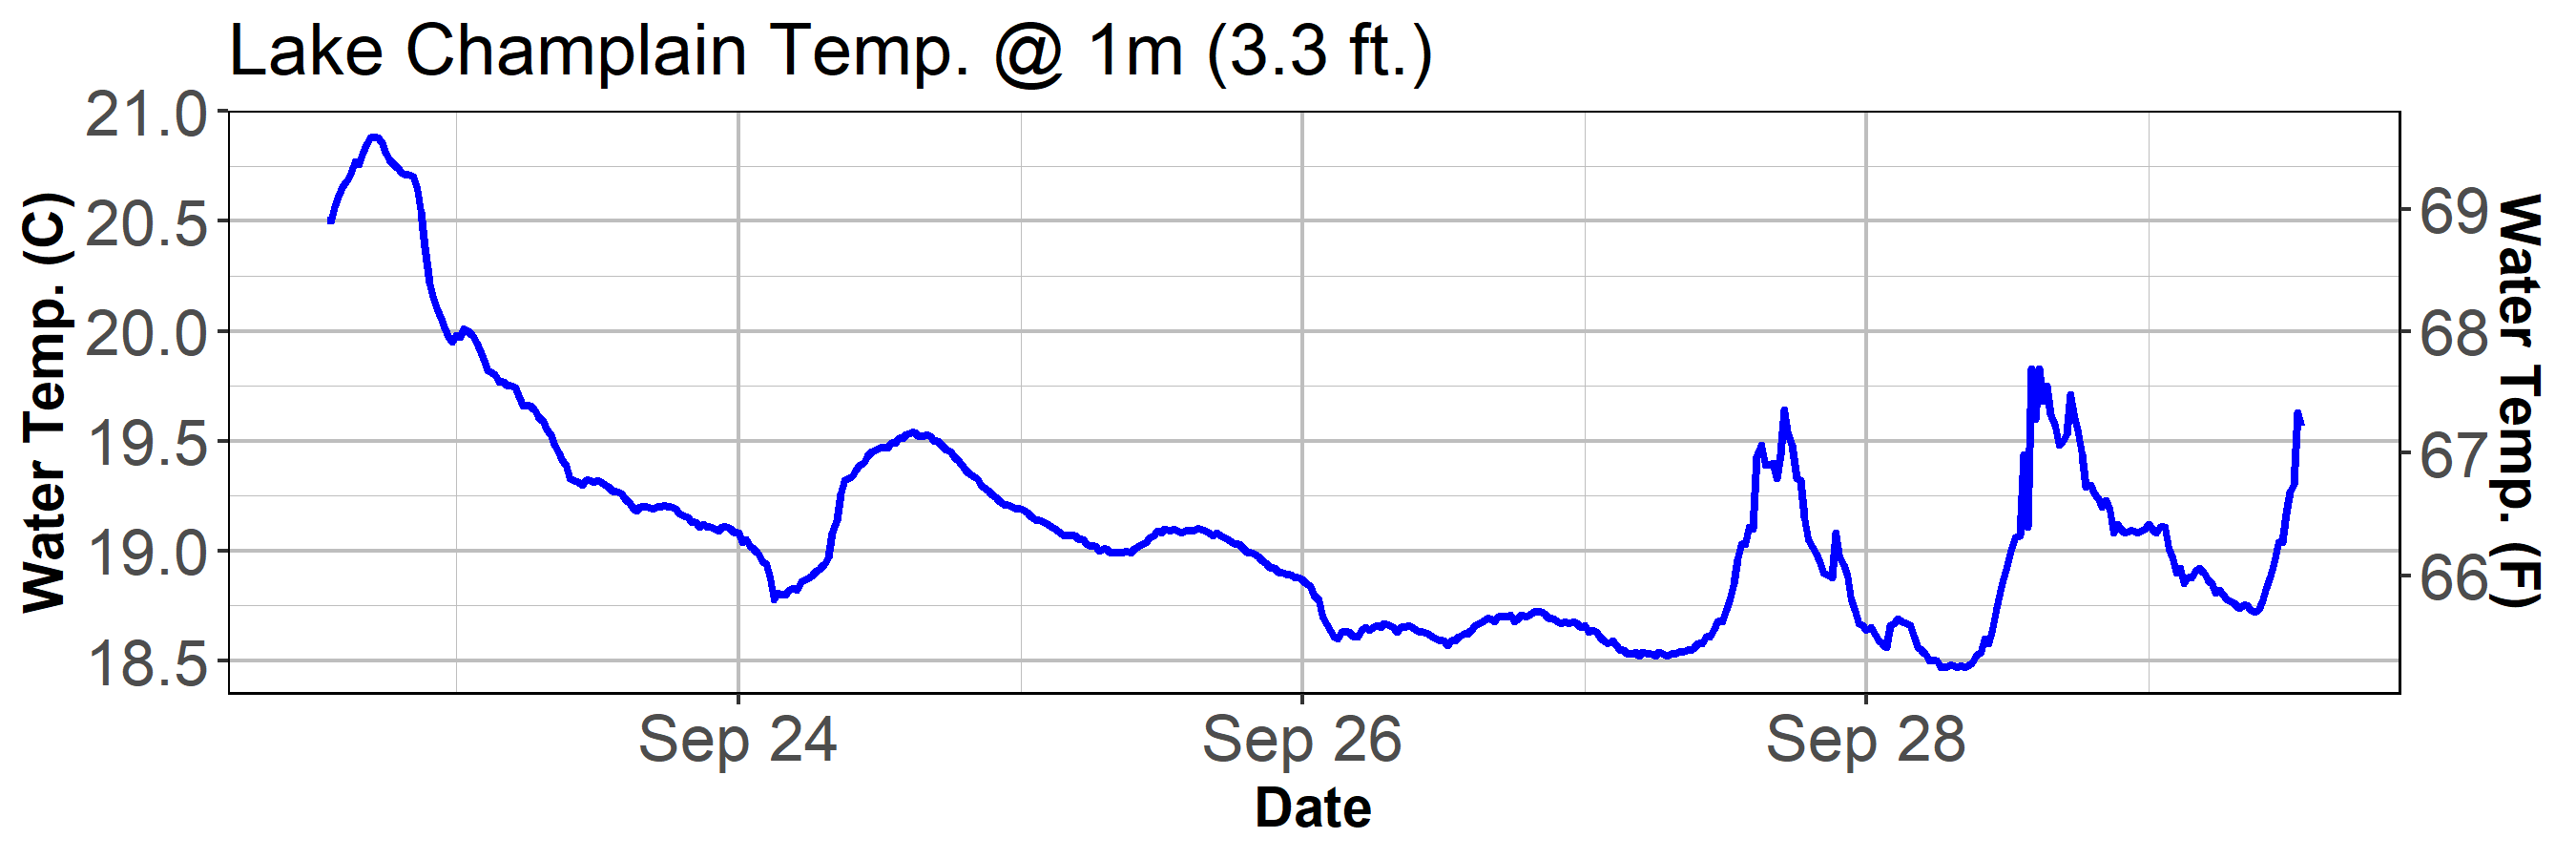 Lake Champlain Temp. @ 1m (3.3 ft.)
Water Temp. (C)
21.0
20.5
20.0
19.5
19.0
18.5
69
68
67
66
Water Temp. (F)
Sep 24 Sep 26 Sep 28
Date